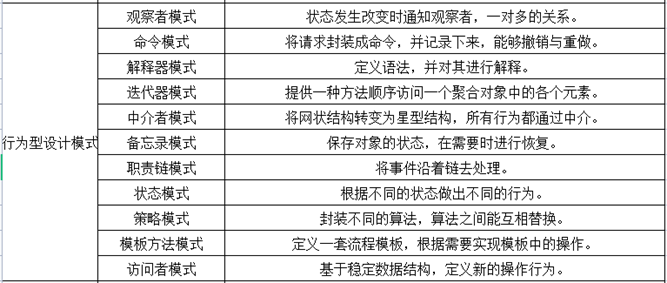 观察者模式 状态发生改变时通知观察者，一对多的关系。
命令模式 将请求封装成命令，并记录下来，能够撤销与重做。
解释器模式 定义语法，并对其进行解释。
迭代器模式 提供一种方法顺序访问一个聚合对象中的各个元素。
中介者模式 将网状结构转变为星型结构，所有行为都通过中介。
行为型设计模式 备忘录模式 保存对象的状态，在需要时进行恢复。
职责链模式 将事件沿着链去处理。
状态模式 根据不同的状态做出不同的行为。
策略模式 封装不同的算法，算法之间能互相替换。
模板方法模式 定义一套流程模板，根据需要实现模板中的操作。
访问者模式 基于稳定数据结构，定义新的操作行为。